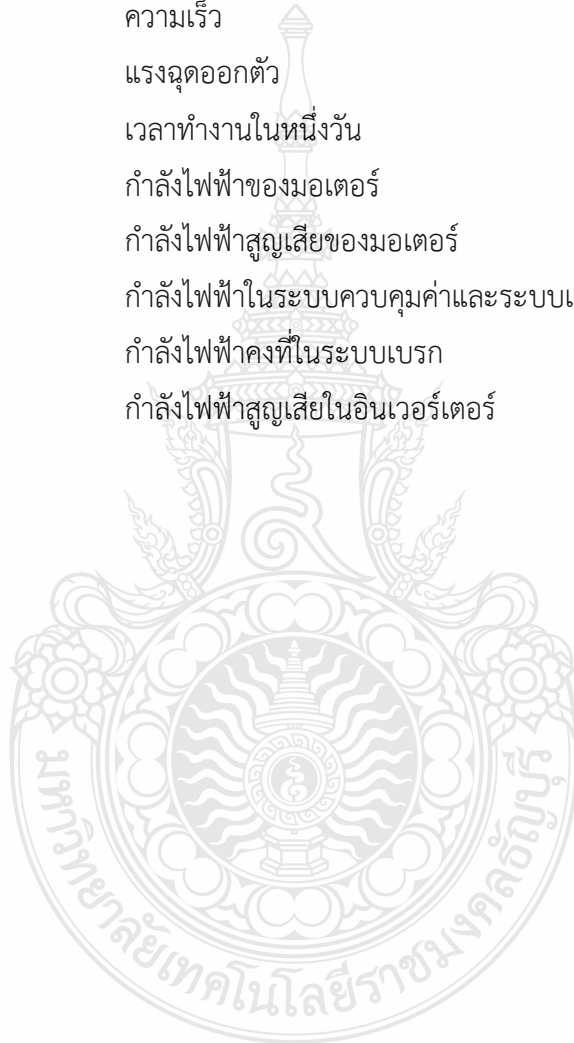 ความเร็ว
แรงฉุดออกตัว
เวลาทำงานในหนึ่งวัน
กำลังไฟฟ้าของมอเตอร์
กำลังไฟฟ้าสูญเสียของมอเตอร์
กำลังไฟฟ้าในระบบควบคุมค่าและระบบเ
กำลังไฟฟ้าคงที่ในระบบเบรก
กำลังไฟฟ้าสูญเสียในอินเวอร์เตอร์
มหาวิทยาลัยเทคโนโลยีราชมงคลธัญบุรี